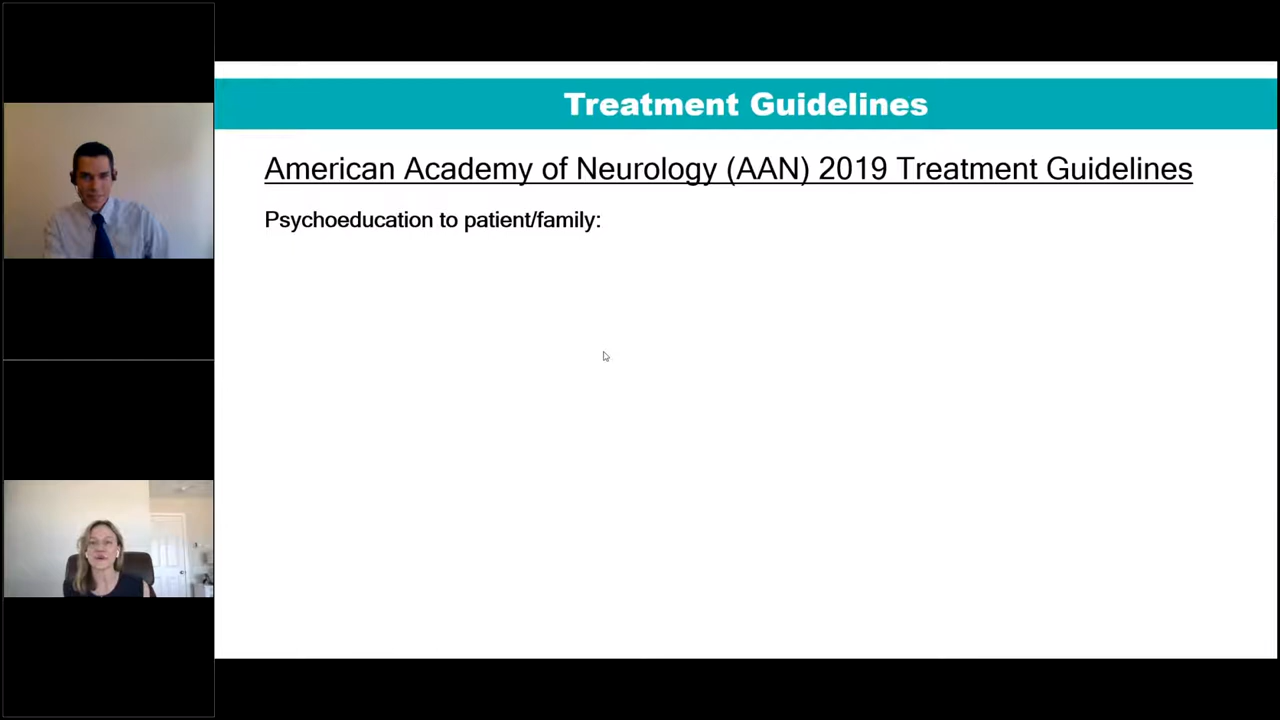 Treatment Guidelines
American Academy of Neurology (AAN) 2019 Treatment Guidelines
Psychoeducation to patient/family: